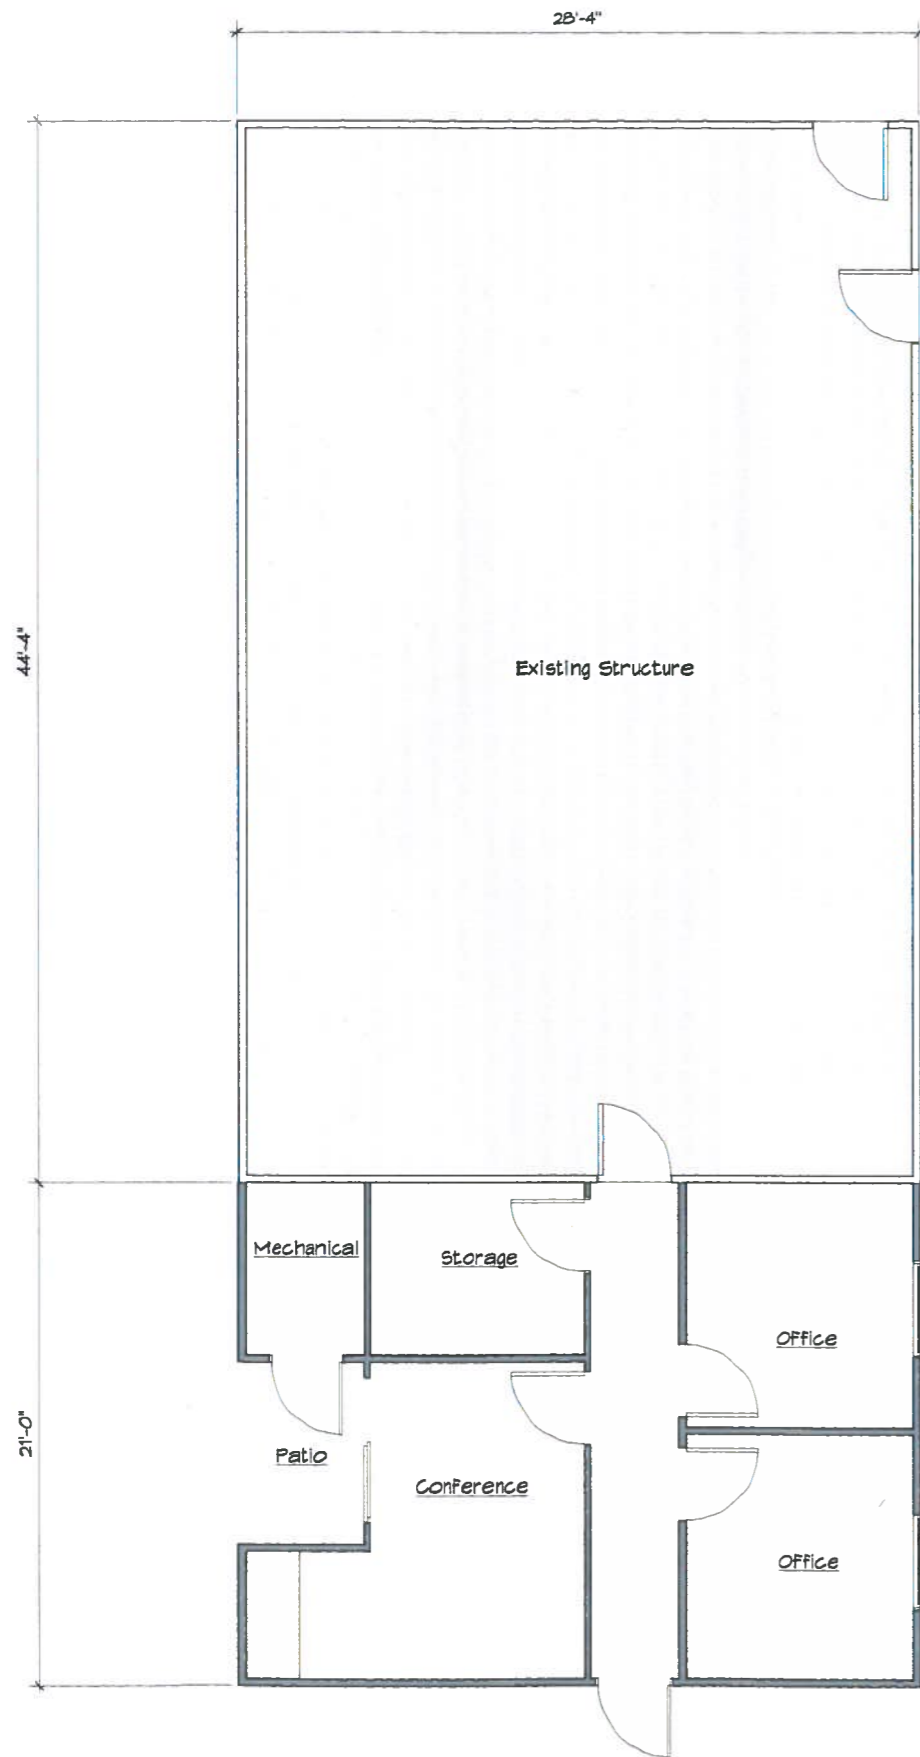 28'-4"
44'-4"
Existing Structure
Mechanical
Storage
Office
21'-0"
Patio
Conference
Office